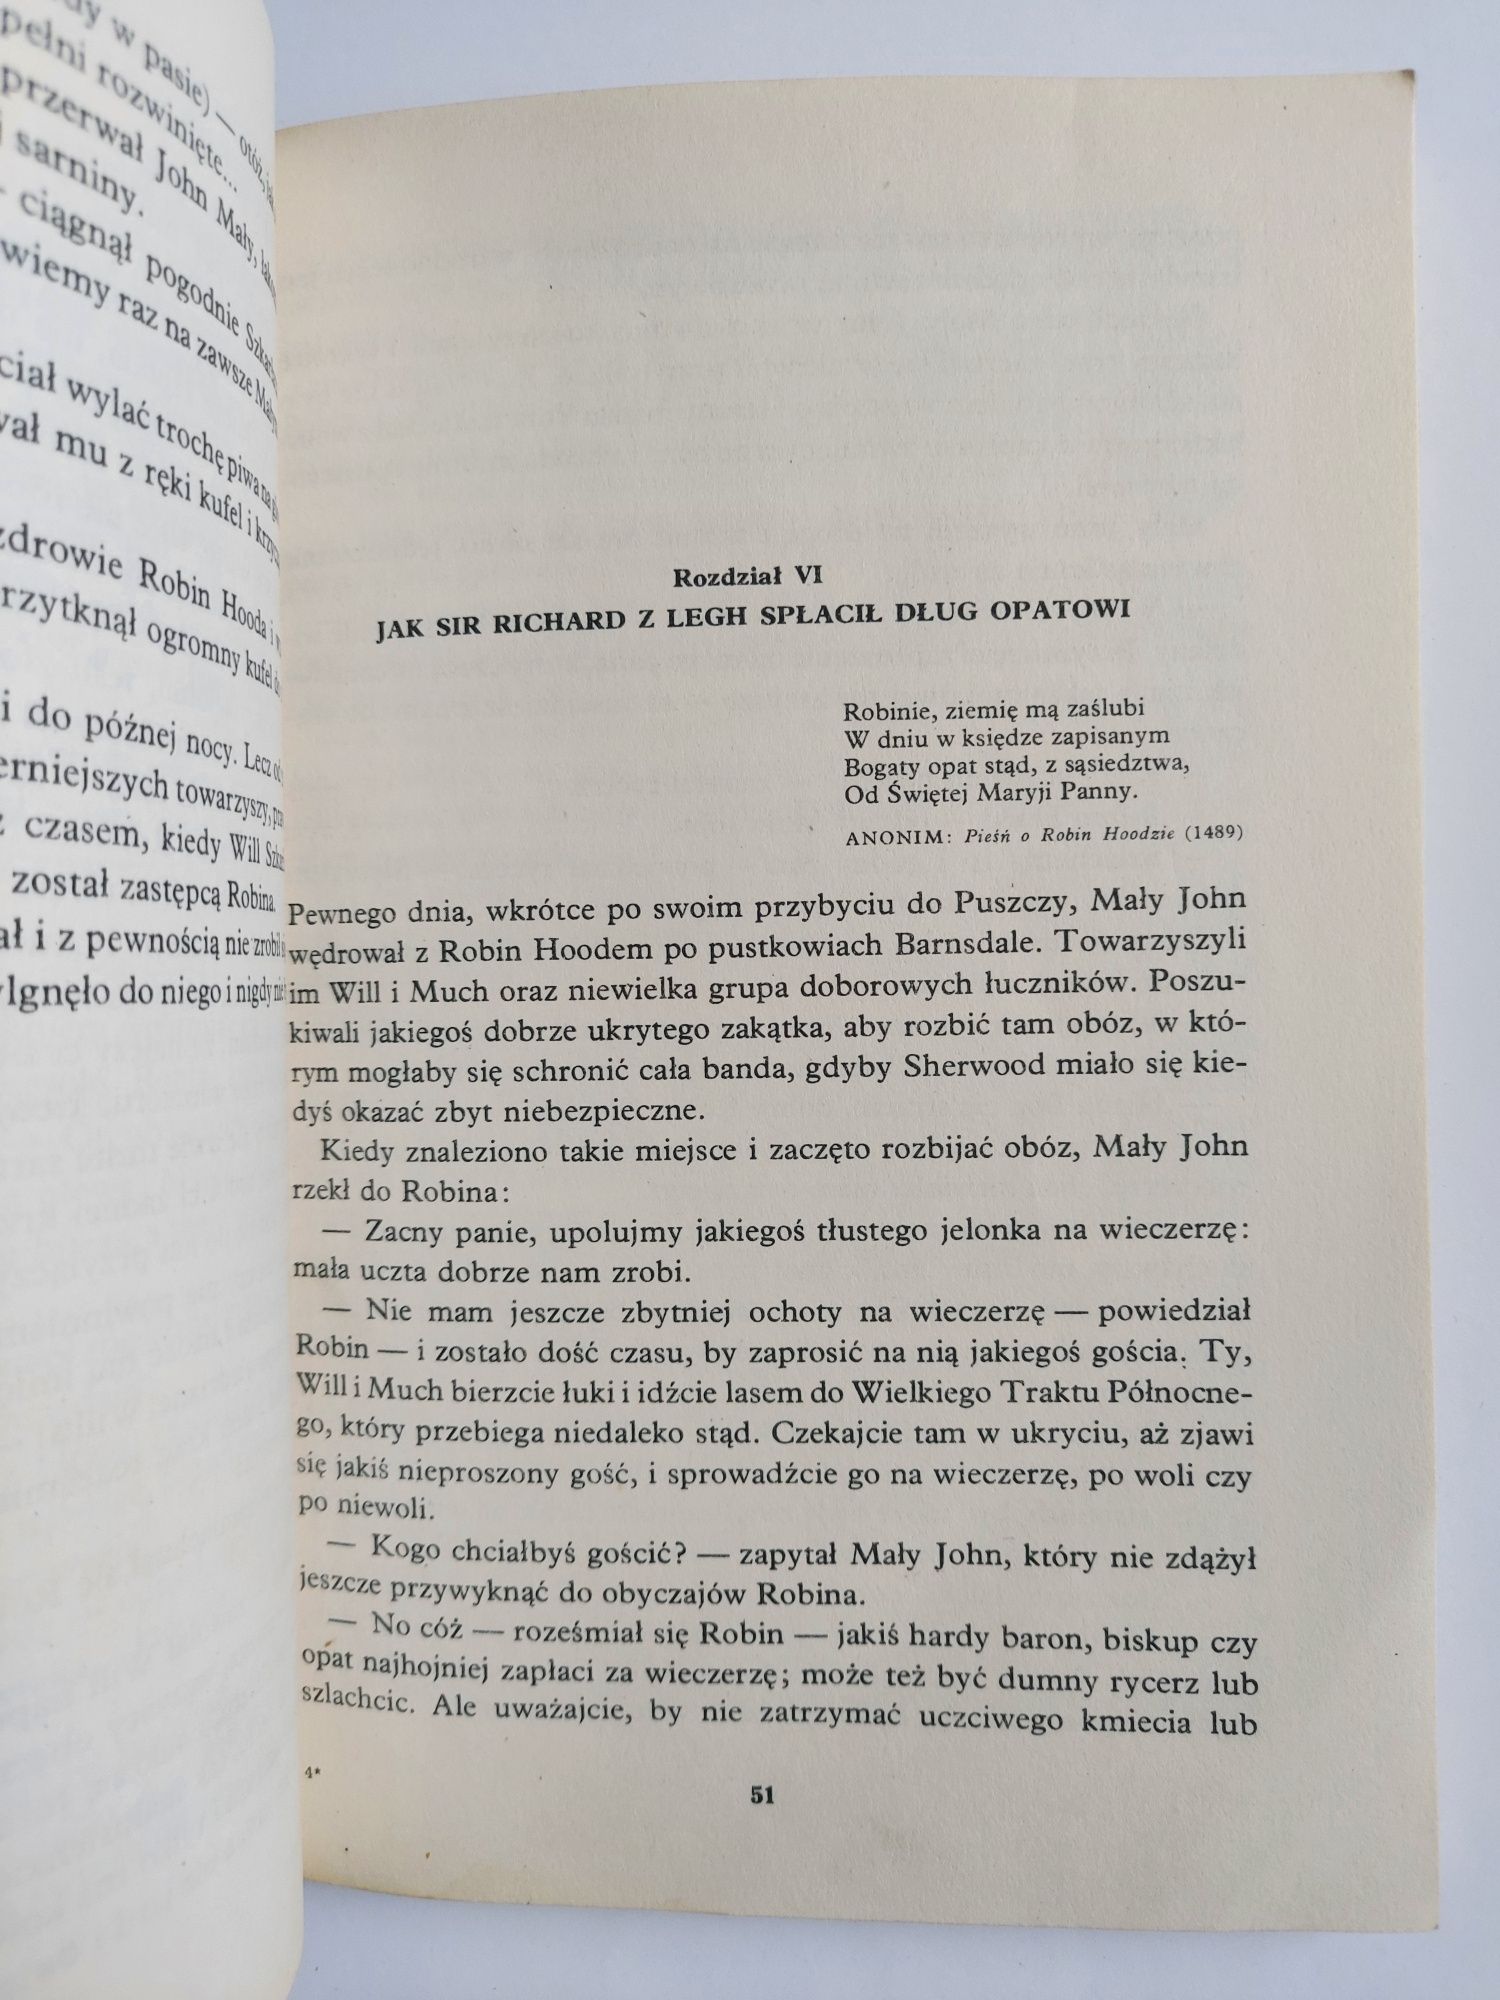 dy w pasie) — otóż,
pełni rozwinięte...
przerwał John Mały,
sarniny.
ciągnął pogodnie
wiemy raz na zawsze
ciał wylać trochę piwa na
wał mu z ręki kufel i
zdrowie Robin Hooda i
rzytknął ogromny kufel
i do późnej nocy. Lecz
erniejszych towarzyszy,
z czasem, kiedy Will
został zastępcą Robina.
ał i z pewnością nie
lgnęło do niego i nigdy
Rozdział VI
JAK SIR RICHARD Z LEGH SPŁACIŁ DŁUG OPATOWI
Robinie, ziemię mą zaślubi
W dniu w księdze zapisanym
Bogaty opat stąd, z sąsiedztwa,
Od Świętej Maryji Panny.
ANONIM: Pieśń o Robin Hoodzie (1489)
Pewnego dnia, wkrótce po swoim przybyciu do Puszczy, Mały John
wędrował z Robin Hoodem po pustkowiach Barnsdale. Towarzyszyli
im Will i Much oraz niewielka grupa doborowych łuczników. Poszu-
kiwali jakiegoś dobrze ukrytego zakątka, aby rozbić tam obóz, w któ-
rym mogłaby się schronić cała banda, gdyby Sherwood miało się kie-
dyś okazać zbyt niebezpieczne.
Kiedy znaleziono takie miejsce i zaczęto rozbijać obóz, Mały John
rzekł do Robina:
— Zacny panie, upolujmy jakiegoś tłustego jelonka na wieczerzę:
mała uczta dobrze nam zrobi.
— Nie mam jeszcze zbytniej ochoty na wieczerzę — powiedział
Robin — i zostało dość czasu, by zaprosić na nią jakiegoś gościa. Ty,
Will i Much bierzcie łuki i idźcie lasem do Wielkiego Traktu Północne-
go, który przebiega niedaleko stąd. Czekajcie tam w ukryciu, aż zjawi
się jakiś nieproszony gość, i sprowadźcie go na wieczerzę, po woli czy
po niewoli.
— Kogo chciałbyś gościć? — zapytał Mały John, który nie zdążył
jeszcze przywyknąć do obyczajów Robina.
— No cóż — roześmiał się Robin — jakiś hardy baron, biskup czy
opat najhojniej zapłaci za wieczerzę; może też być dumny rycerz lub
szlachcic. Ale uważajcie, by nie zatrzymać uczciwego kmiecia lub
4*
51